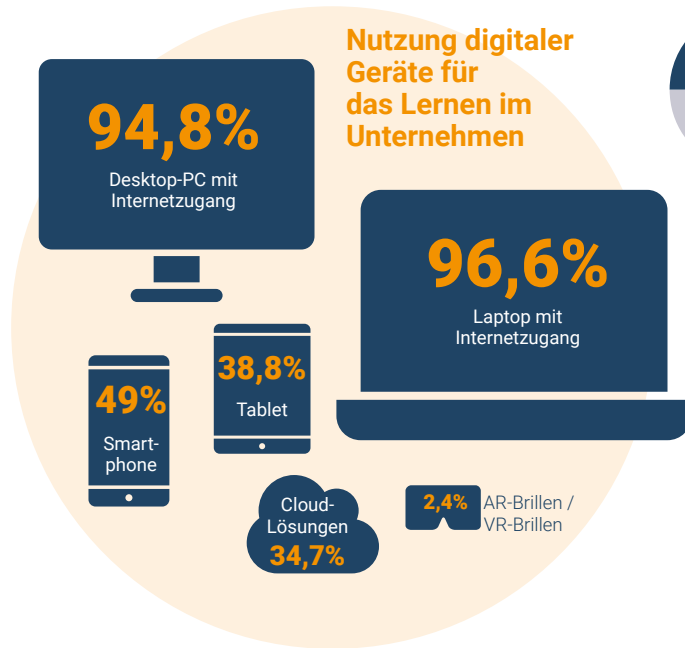 Nutzung digitaler
Geräte für
das Lernen im
Unternehmen
94,8%
Desktop-PC mit
Internetzugang
96,6%
Laptop mit
Internetzugang
38,8%
Tablet
49%
Smart-
phone
Cloud-
Lösungen
34,7%
2,4%
AR-Brillen /
VR-Brillen